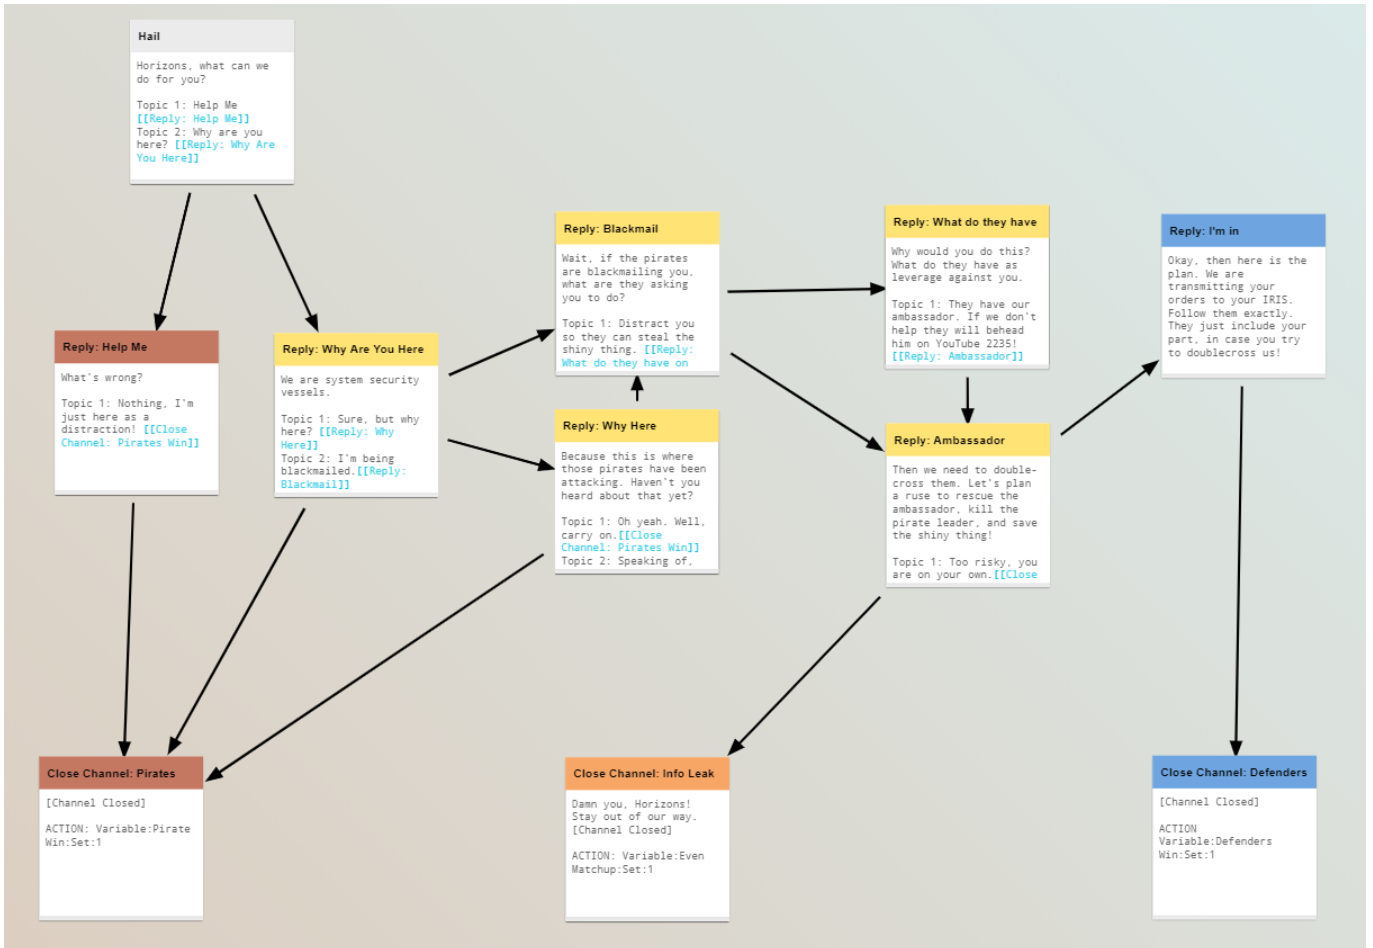 Hail
Horizons, what can we
do for you?
Topic 1: Help Me
[[Reply: Help Me]]
Topic 2: Why are you
here? [[Reply: Why Are
You Here]]
Reply: Blackmail
Wait, if the pirates
are blackmailing you,
what are they asking
you to do?
Topic 1: Distract you
so they can steal the
shiny thing. [[Reply:
What do they have on
Reply: What do they have
Why would you do this?
What do they have as
leverage against you.
Topic 1: They have our
ambassador. If we don't
help they will behead
him on YouTube 2235!
[[Reply: Ambassador]]
Reply: I'm in
Okay, then here is the
plan. We are
transmitting your
orders to your IRIS.
Follow them exactly.
They just include your
part, in case you try
to doublecross us!
Reply: Help Me
What's wrong?
Topic 1: Nothing, I'm
just here as a
distraction! [[Close
Channel: Pirates Win]]
Reply: Why Are You Here
We are system security
vessels.
Topic 1: Sure, but why
here? [[Reply: Why
Here]]
Topic 2: I'm being
blackmailed.[[Reply:
Blackmail]]
Reply: Why Here
Because this is where
those pirates have been
attacking. Haven't you
heard about that yet?
Topic 1: Oh yeah. Well,
carry on.[[Close
Channel: Pirates Win]]
Topic 2: Speaking of,
Reply: Ambassador
Then we need to double-
cross them. Let's plan
a ruse to rescue the
ambassador, kill the
pirate leader, and save
the shiny thing!
Topic 1: Too risky, you
are on your own.[[Close
Close Channel: Pirates
[Channel Closed]
ACTION: Variable:Pirate
Win:Set:1
Close Channel: Info Leak
Damn you, Horizons!
Stay out of our way.
[Channel Closed]
ACTION: Variable:Even
Matchup:Set:1
Close Channel: Defenders
[Channel Closed]
ACTION
Variable:Defenders
Win:Set:1